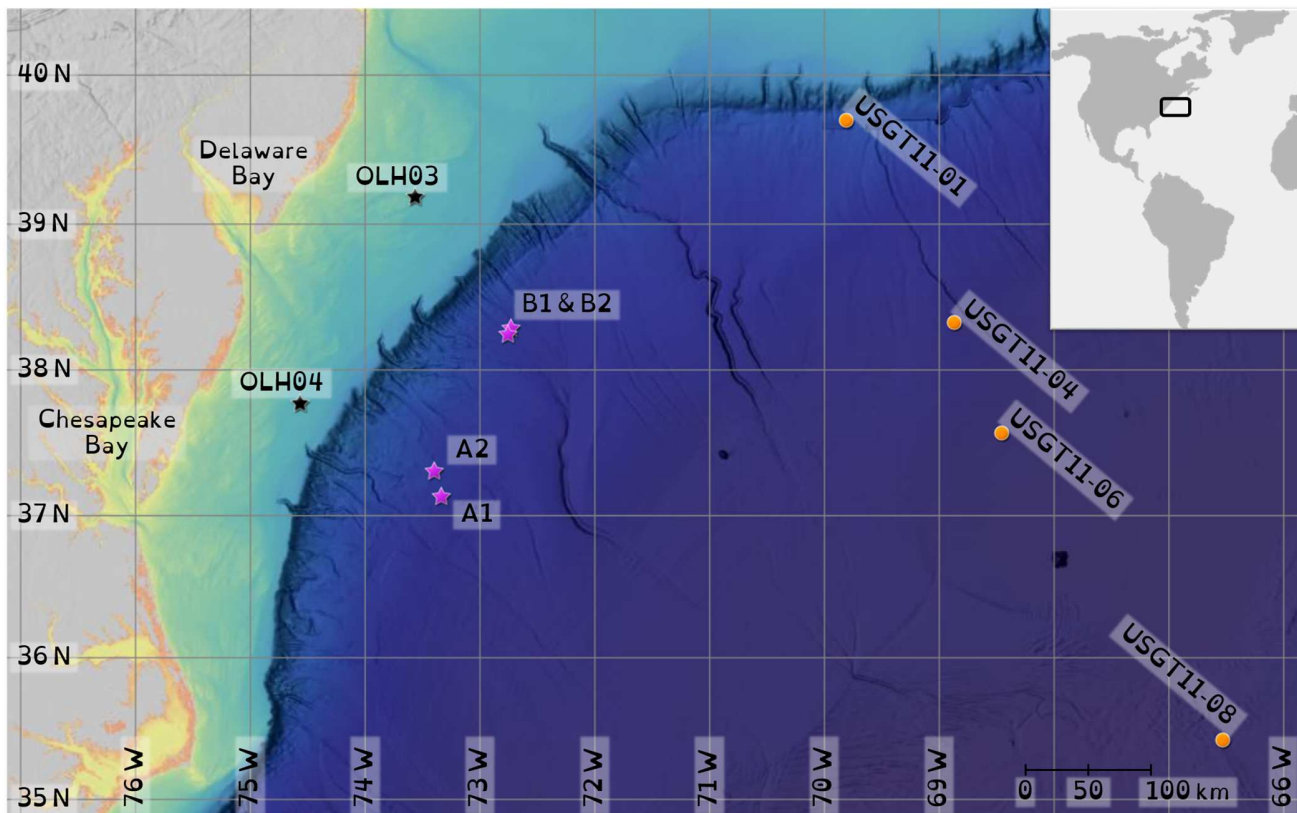 40 N
USGT11-01
Delaware
Bay
OLH03
39 N
B1 & B2
USGT11-04
38 N
OLH04
Chesapeake
Bay
USGT11-06
A2
A1
37 N
36 N
USGT11-08
76 W
75 W
74 W
73 W
72 W
71 W
70 W
69 W
66 W
0 50 100 km
35 N